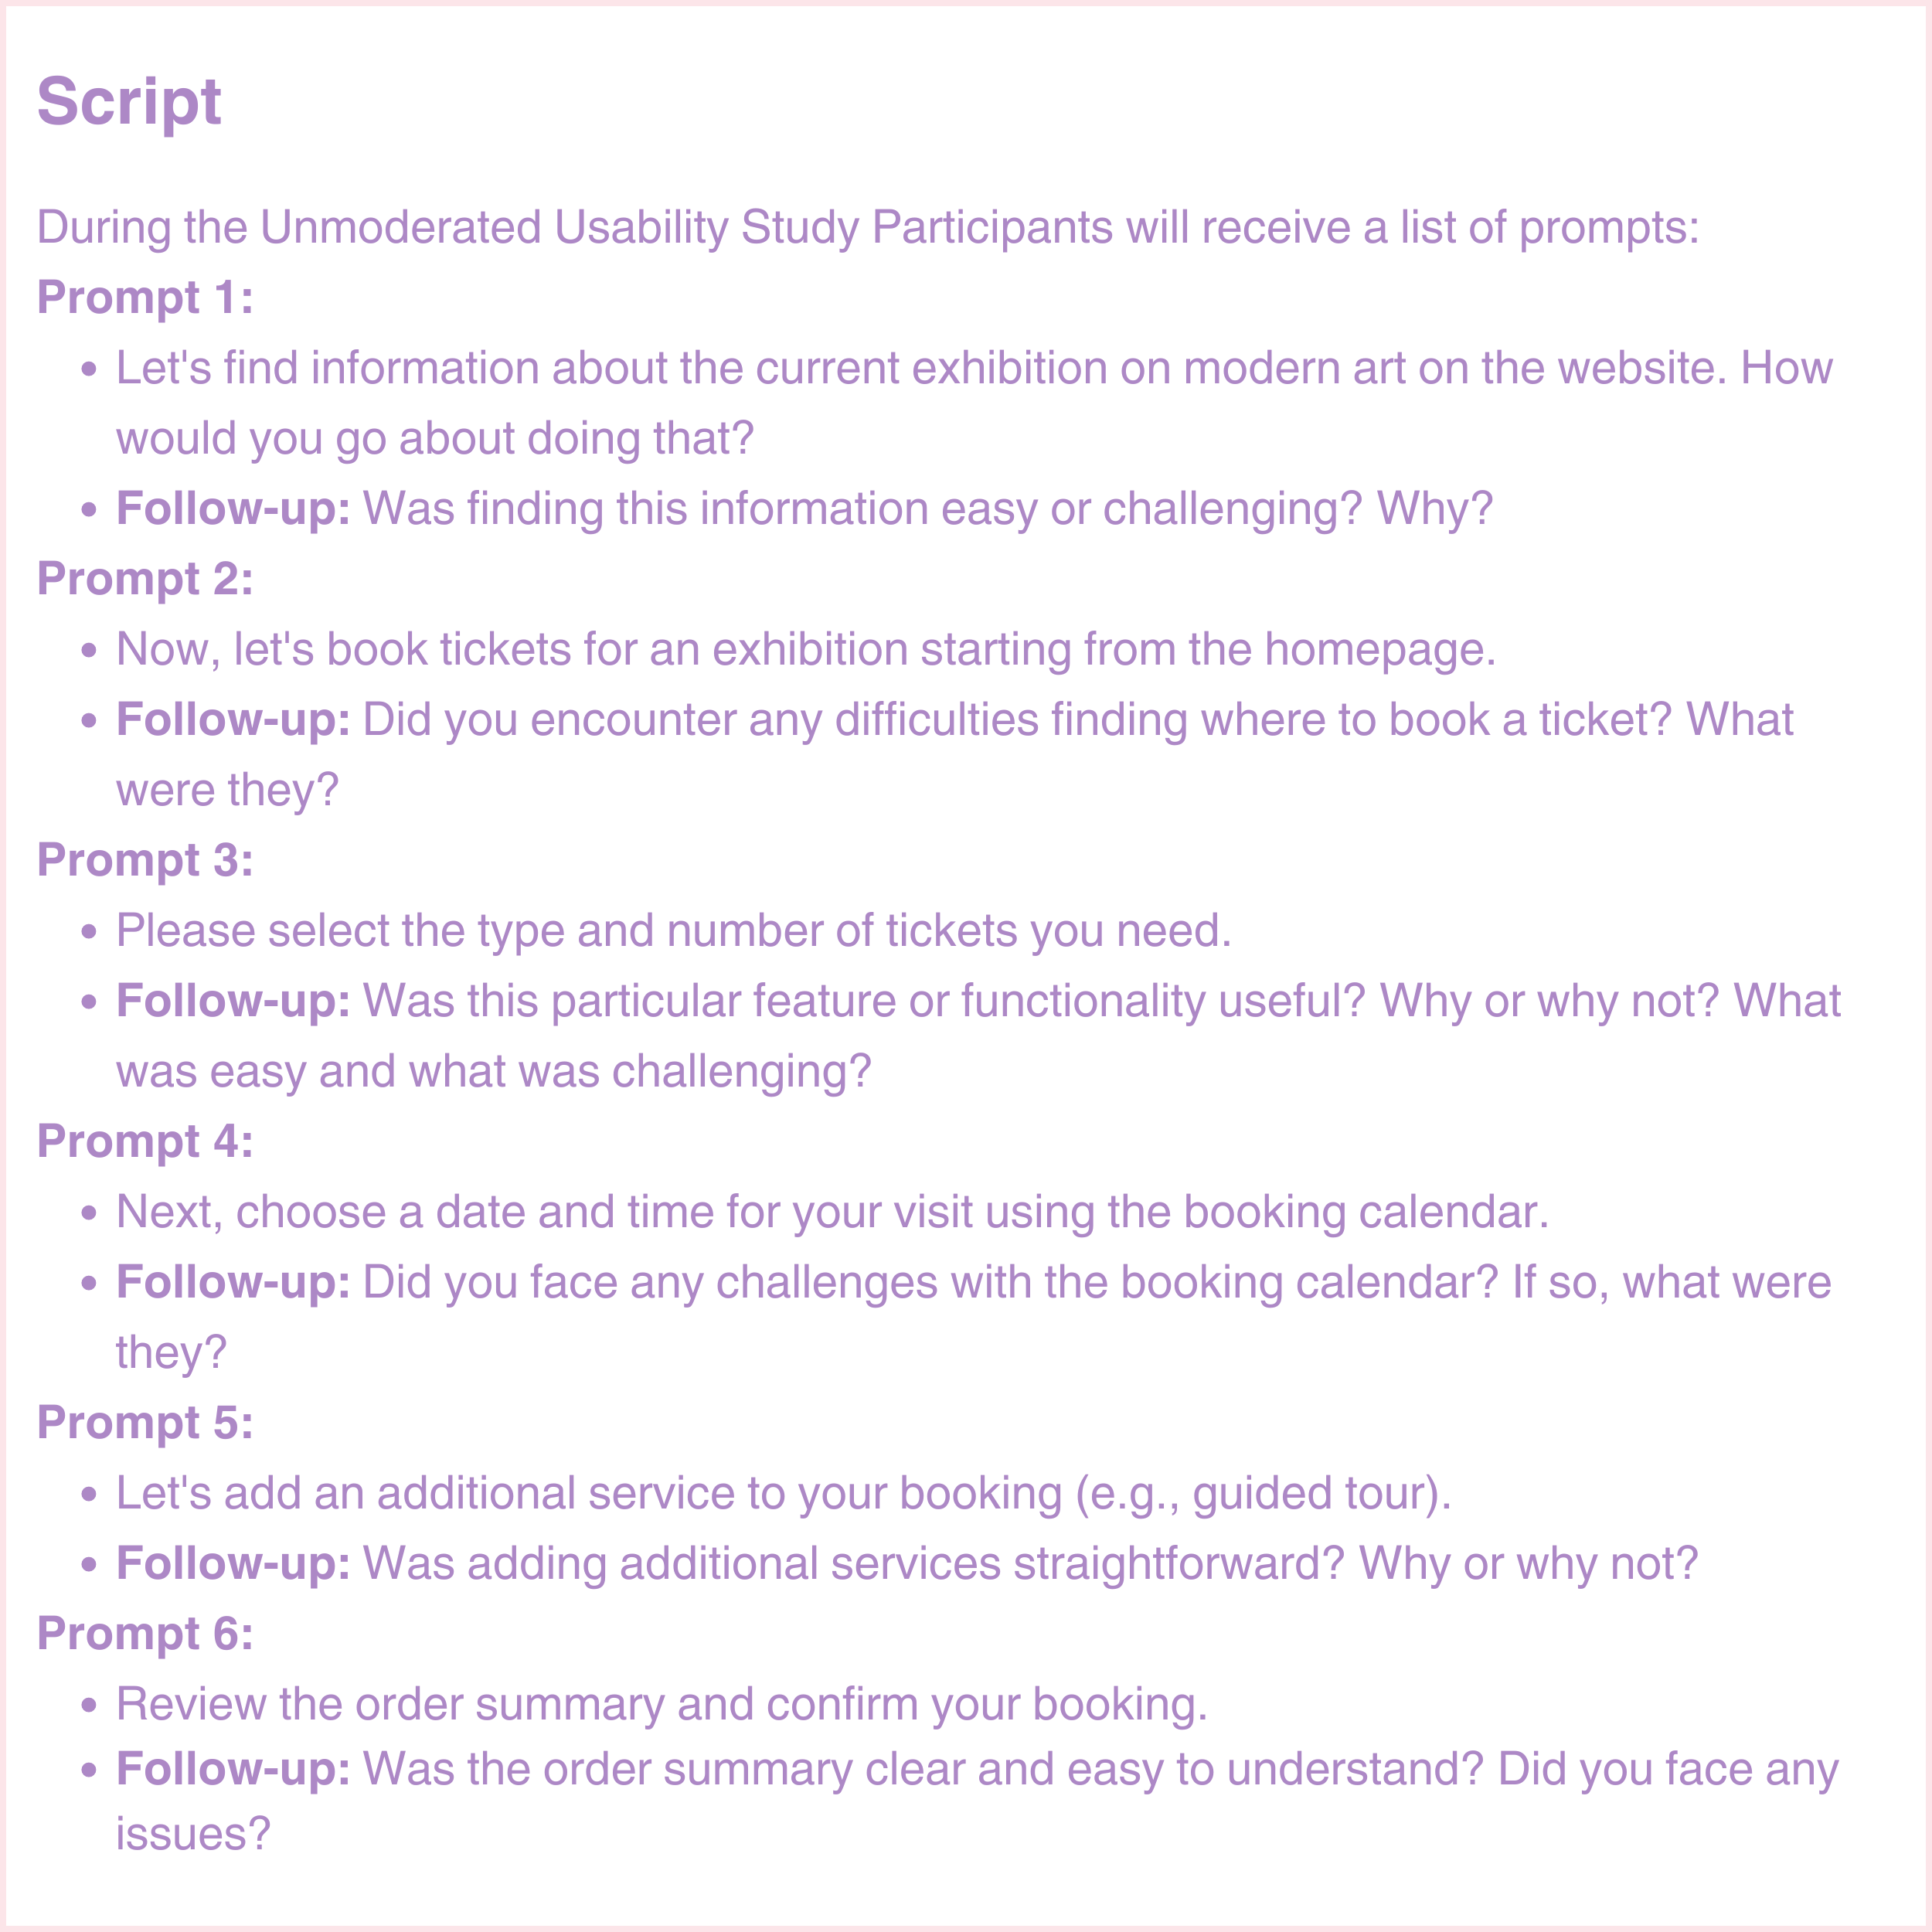 Script
During the Unmoderated Usability Study Participants will receive a list of prompts:
Prompt 1:
• Let's find information about the current exhibition on modern art on the website. How
would you go about doing that?
• Follow-up: Was finding this information easy or challenging? Why?
Prompt 2:
• Now, let's book tickets for an exhibition starting from the homepage.
• Follow-up: Did you encounter any difficulties finding where to book a ticket? What
were they?
Prompt 3:
• Please select the type and number of tickets you need.
• Follow-up: Was this particular feature or functionality useful? Why or why not? What
was easy and what was challenging?
Prompt 4:
• Next, choose a date and time for your visit using the booking calendar.
• Follow-up: Did you face any challenges with the booking calendar? If so, what were
they?
Prompt 5:
• Let's add an additional service to your booking (e.g., guided tour).
• Follow-up: Was adding additional services straightforward? Why or why not?
Prompt 6:
• Review the order summary and confirm your booking.
• Follow-up: Was the order summary clear and easy to understand? Did you face any
issues?